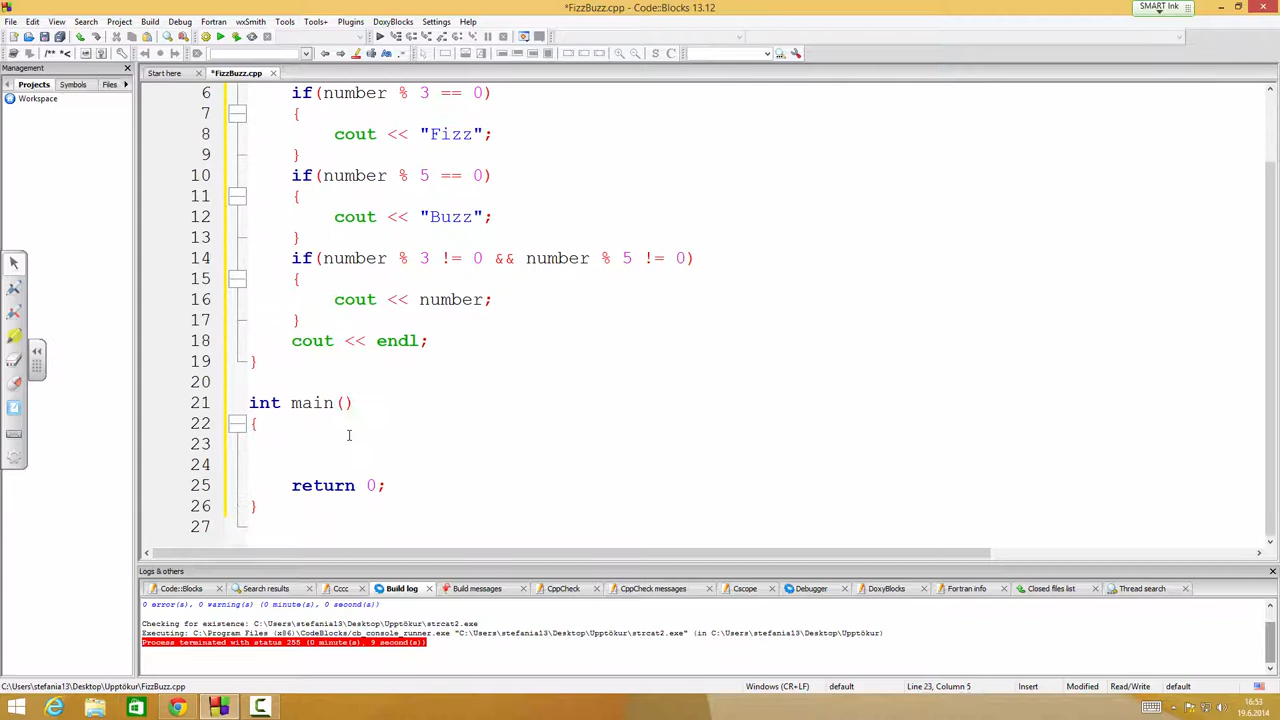 *FizzBuzz.cpp - Code::Blocks 13.12
SMART Ink
File Edit View Search Project Build Debug Fortran wxSmith Tools Tools+ Plugins DoxyBlocks Settings Help
/** *<
S C
Management
Projects Symbols Files
Workspace
Start here *FizzBuzz.cpp
6 if(number % 3 == 0)
7 {
8 cout << "Fizz";
9 }
10 if(number % 5 == 0)
11 {
12 cout << "Buzz";
13 }
14 if(number % 3 != 0 && number % 5 != 0)
15 {
16 cout << number;
17 }
18 cout << endl;
19 }
20
21 int main()
22 {
23
24
25 return 0;
26 }
27
Logs & others
Code::Blocks Search results Cccc Build log Build messages CppCheck CppCheck messages Cscope Debugger DoxyBlocks Fortran info Closed files list Thread search
0 error(s), 0 warning(s) (0 minute(s), 0 second(s))
Checking for existence: C:\Users\stefania13\Desktop\Upptökur\strcat2.exe
Executing: C:\Program Files (x86)\CodeBlocks/cb_console_runner.exe "C:\Users\stefania13\Desktop\Upptökur\strcat2.exe" (in C:\Users\stefania13\Desktop\Upptökur)
Process terminated with status 255 (0 minute(s), 9 second(s))
C:\Users\stefania13\Desktop\Upptökur\FizzBuzz.cpp Windows (CR+LF) default Line 23, Column 5 Insert Modified Read/Write default
16:53
19.6.2014